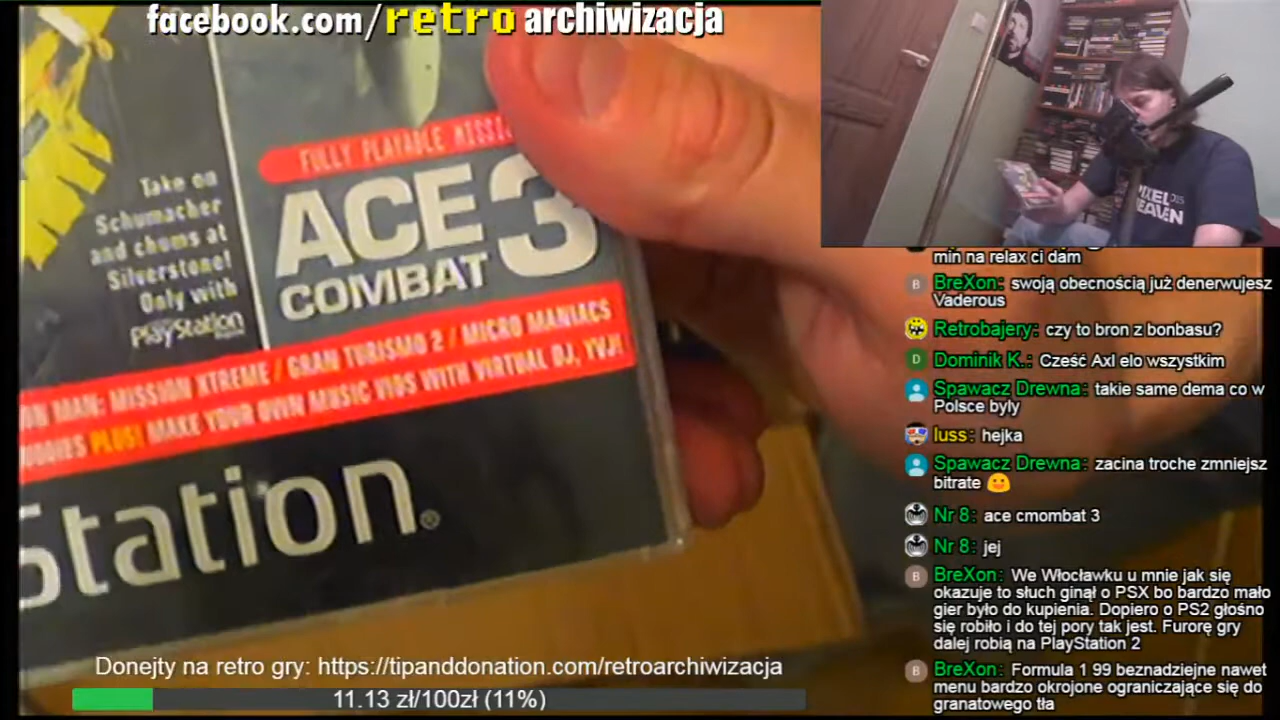 facebook.com/retro archiwizacja
Take on
Schumacher
and chums at
Silverstone!
Only with
PlayStation
FULLY PLAYABLE
ACE
COMBAT 3
MAN: MISSION XTREME / GRAN TURISMO 2 / MICRO MANIACS
PLUS! MAKE YOUR OWN MUSIC VIDS WITH VIRTUAL DJ, YVJ!
Station®
PIXEL
HEAVEN
miń na relax ci dam
B BreXon: swoją obecnością już denerwujesz
Vaderous
Retrobajery: czy to bron z bonbasu?
D Dominik K.: Cześć Axl elo wszystkim
Spawacz Drewna: takie same dema co w
Polsce byly
luss: hejka
Spawacz Drewna: zacina troche zmniejsz
bitrate 😛
Nr 8: ace cmombat 3
Nr 8: jej
B BreXon: We Włocławku u mnie jak się
okazuje to słuch ginął o PSX bo bardzo mało
gier było do kupienia. Dopiero o PS2 głośno
się robiło i do tej pory tak jest. Furorę gry
dalej robią na PlayStation 2
B BreXon: Formula 1 99 beznadziejne nawet
menu bardzo okrojone ograniczające się do
granatowego tła
Donejty na retro gry: https://tipanddonation.com/retroarchiwizacja
11.13 zł/100zł (11%)